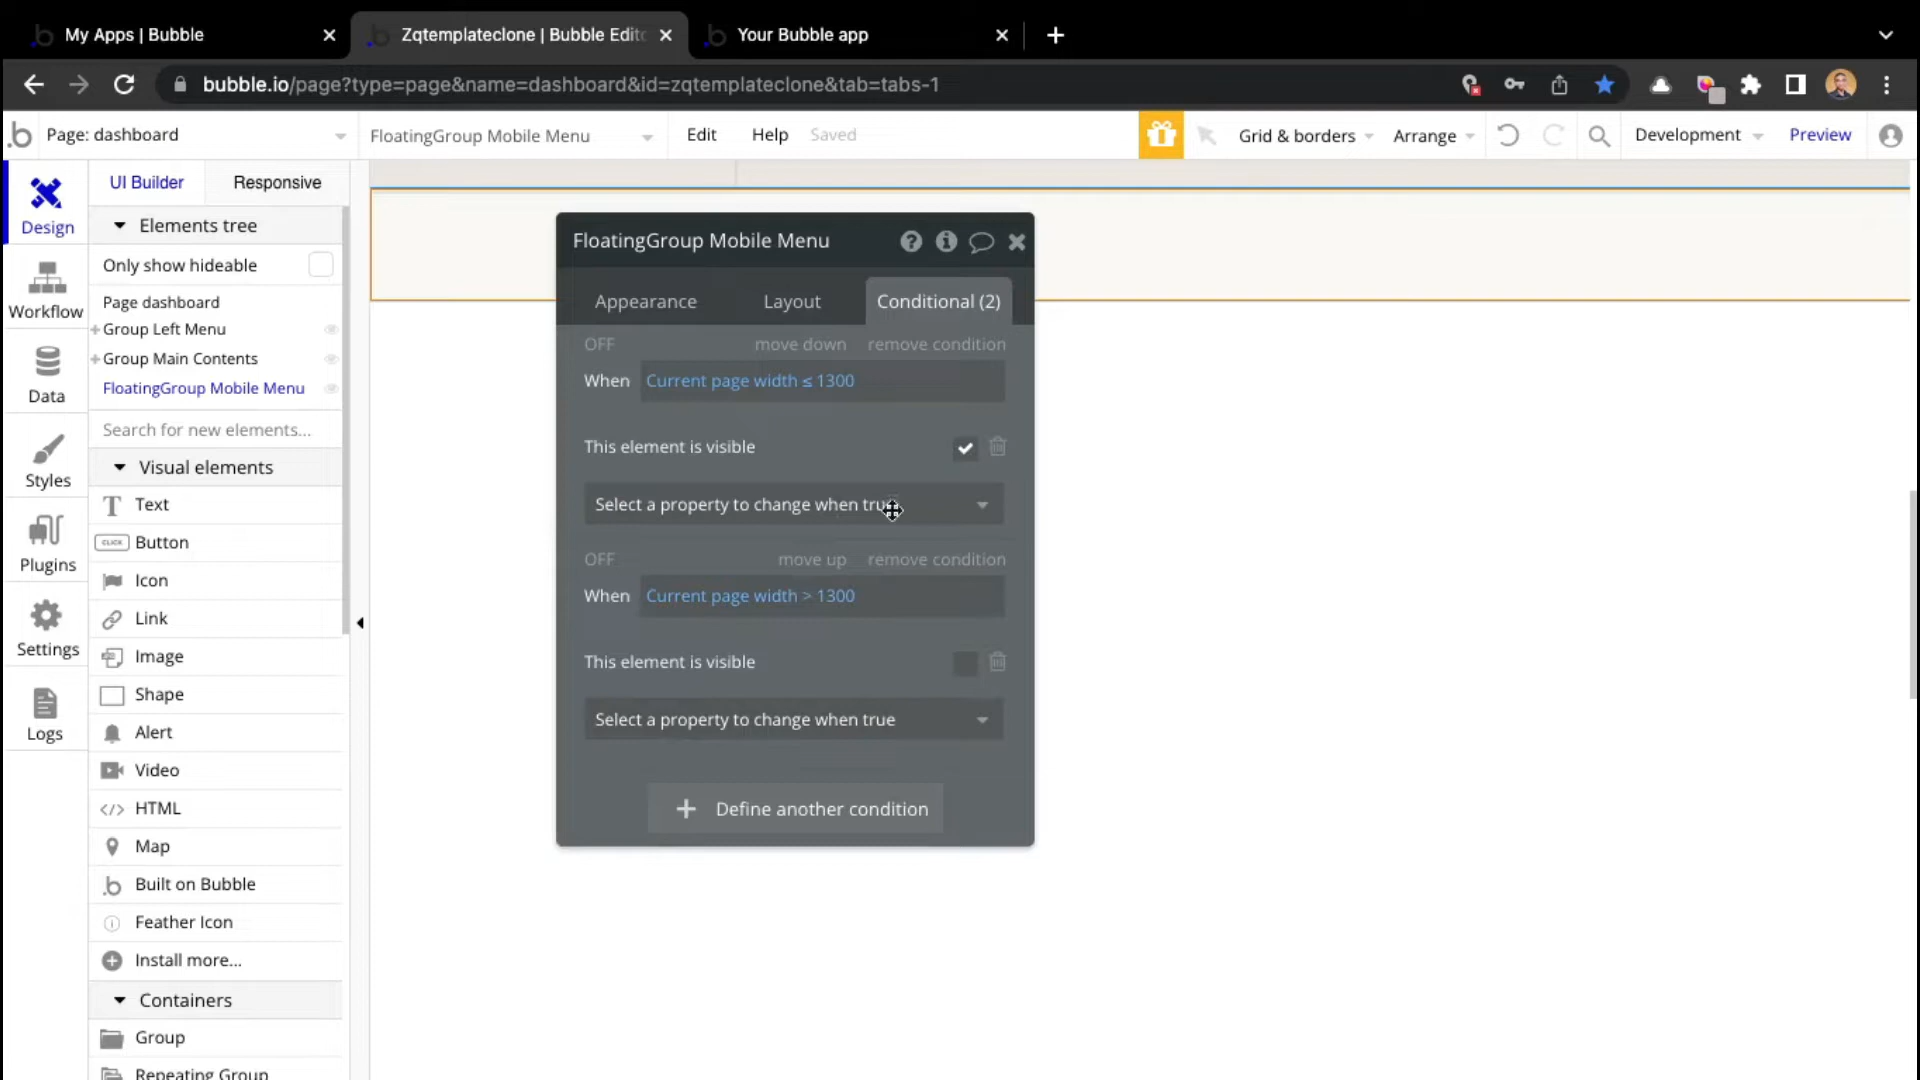 My Apps | Bubble
Zqtemplateclone | Bubble Edito
Your Bubble app
bubble.io/page?type=page&name=dashboard&id=zqtemplateclone&tab=tabs-1
Page: dashboard
FloatingGroup Mobile Menu
Edit
Help
Saved
Grid & borders
Arrange
Development
Preview
Design
Workflow
Data
Styles
Plugins
Settings
Logs
UI Builder
Responsive
Elements tree
Only show hideable
Page dashboard
+Group Left Menu
+Group Main Contents
FloatingGroup Mobile Menu
Search for new elements...
Visual elements
Text
CLICK Button
Icon
Link
Image
Shape
Alert
Video
</> HTML
Map
Built on Bubble
Feather Icon
Install more...
Containers
Group
Repeating Group
FloatingGroup Mobile Menu
Appearance
Layout
Conditional (2)
OFF move down remove condition
When Current page width ≤ 1300
This element is visible
Select a property to change when true
OFF move up remove condition
When Current page width > 1300
This element is visible
Select a property to change when true
+ Define another condition